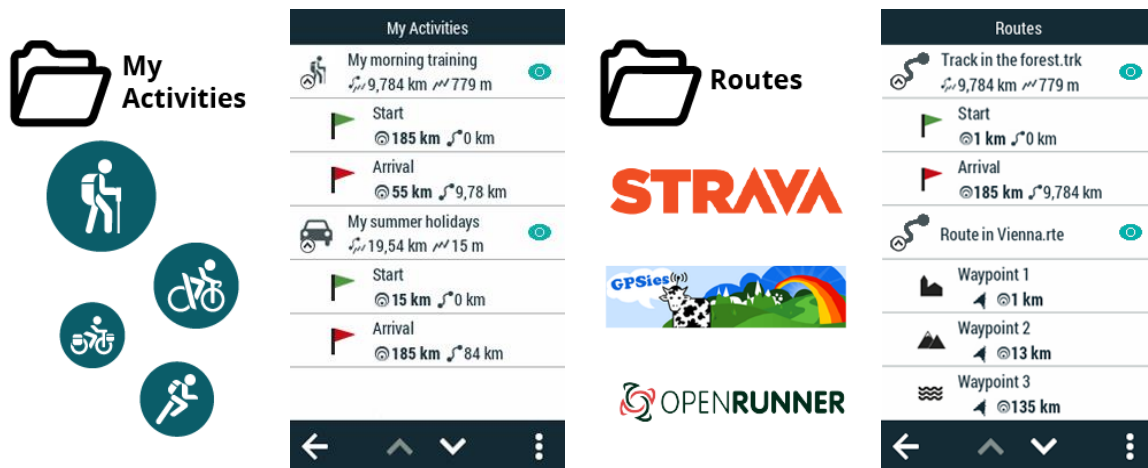 My
Activities
My Activities
My morning training
9,784 km 779 m
Start
185 km 0 km
Arrival
55 km 9,78 km
My summer holidays
19,54 km 15 m
Start
15 km 0 km
Arrival
185 km 84 km
Routes
STRAVA
GPSies
OPENRUNNER
Routes
Track in the forest.trk
9,784 km 779 m
Start
1 km 0 km
Arrival
185 km 9,784 km
Route in Vienna.rte
Waypoint 1
1 km
Waypoint 2
13 km
Waypoint 3
135 km